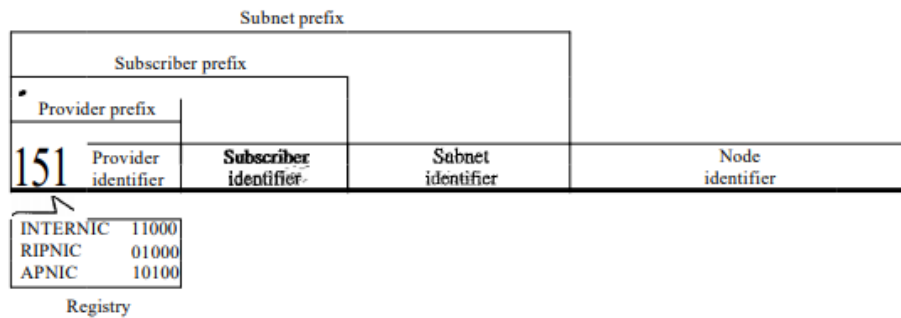 Subnet prefix
Subscriber prefix
Provider prefix
151 Provider identifier Subscriber identifier Subnet identifier Node identifier
INTERNIC 11000
RIPNIC 01000
APNIC 10100
Registry